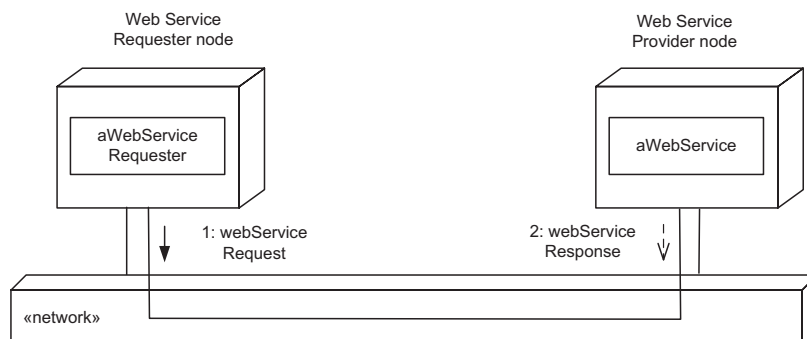 Web Service
Requester node
Web Service
Provider node
aWebService
Requester
aWebService
1: webService
Request
2: webService
Response
«network»